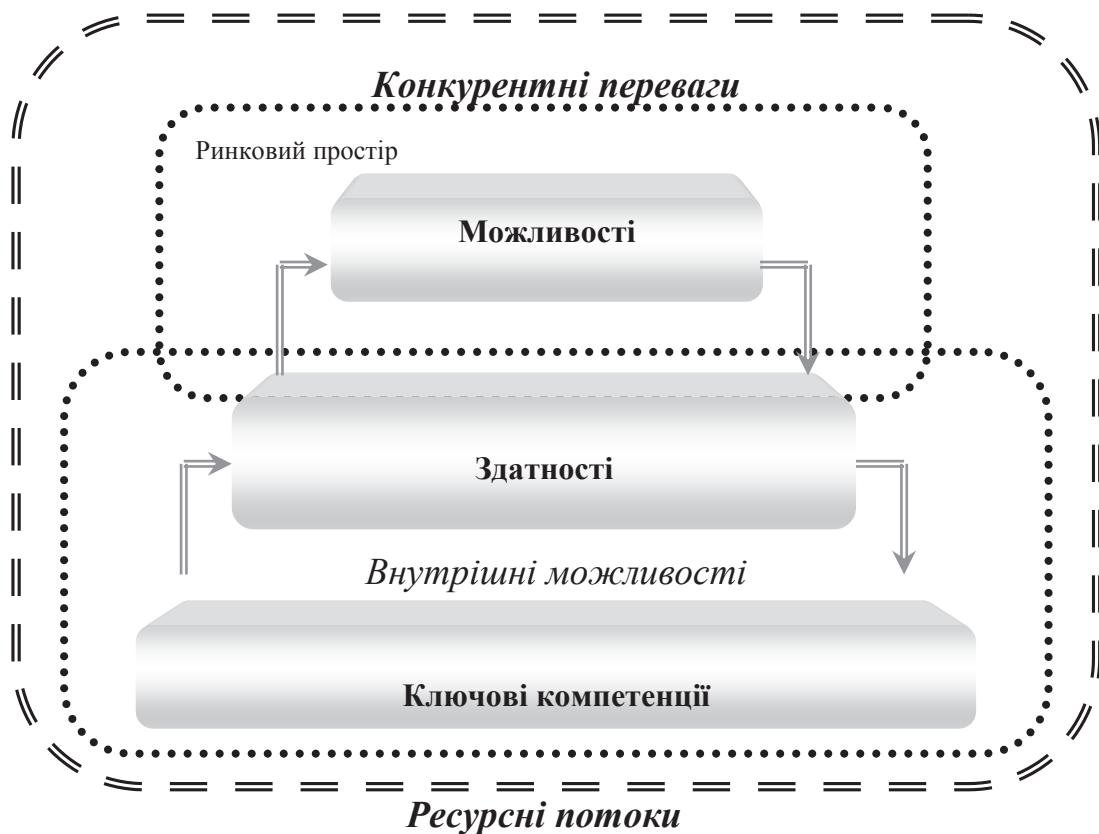 Конкурентні переваги
Ринковий простір
Можливості
Здатності
Внутрішні можливості
Ключові компетенції
Ресурсні потоки